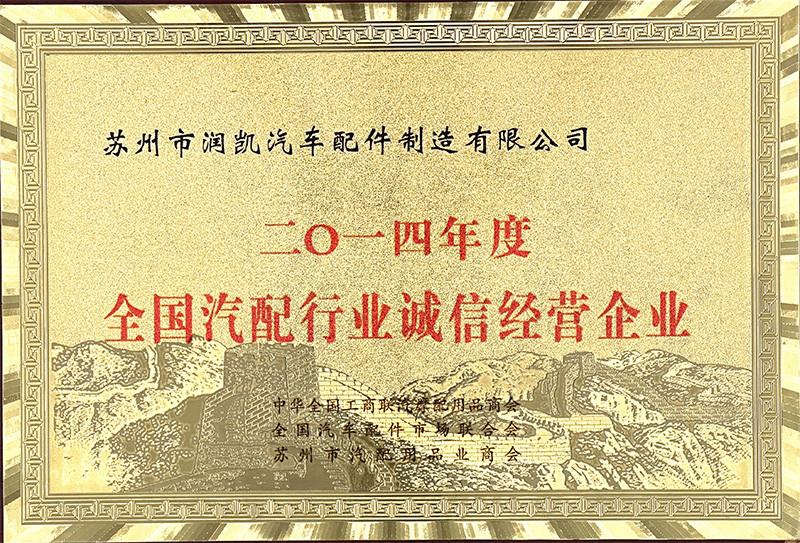 苏州市润凯汽车配件制造有限公司
二〇一四年度
全国汽配行业诚信经营企业
中华全国工商联汽摩配用品商会
全国汽车配件市场联合会
苏州市汽配用品业商会